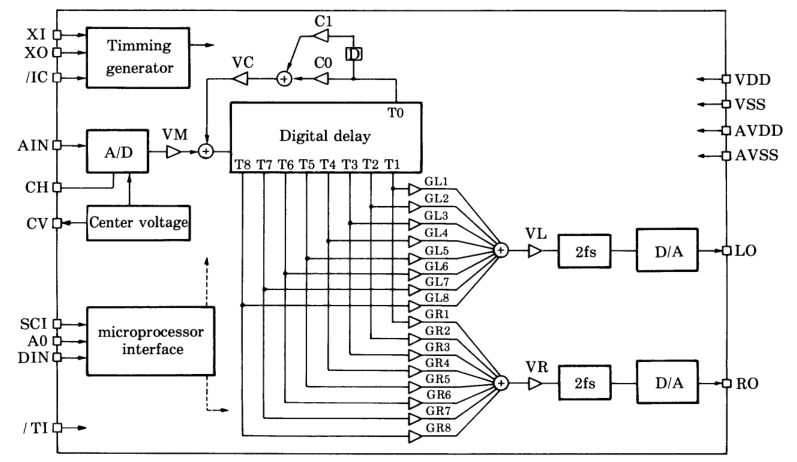 XI
XO
/IC
Timming
generator
C1
D
VC
C0
T0
VDD
VSS
AVDD
AVSS
AIN
A/D
VM
Digital delay
T8 T7 T6 T5 T4 T3 T2 T1
CH
CV
Center voltage
GL1
GL2
GL3
GL4
GL5
GL6
GL7
GL8
VL
2fs
D/A
LO
GR1
GR2
GR3
GR4
GR5
GR6
GR7
GR8
VR
2fs
D/A
RO
SCI
A0
DIN
microprocessor
interface
/TI